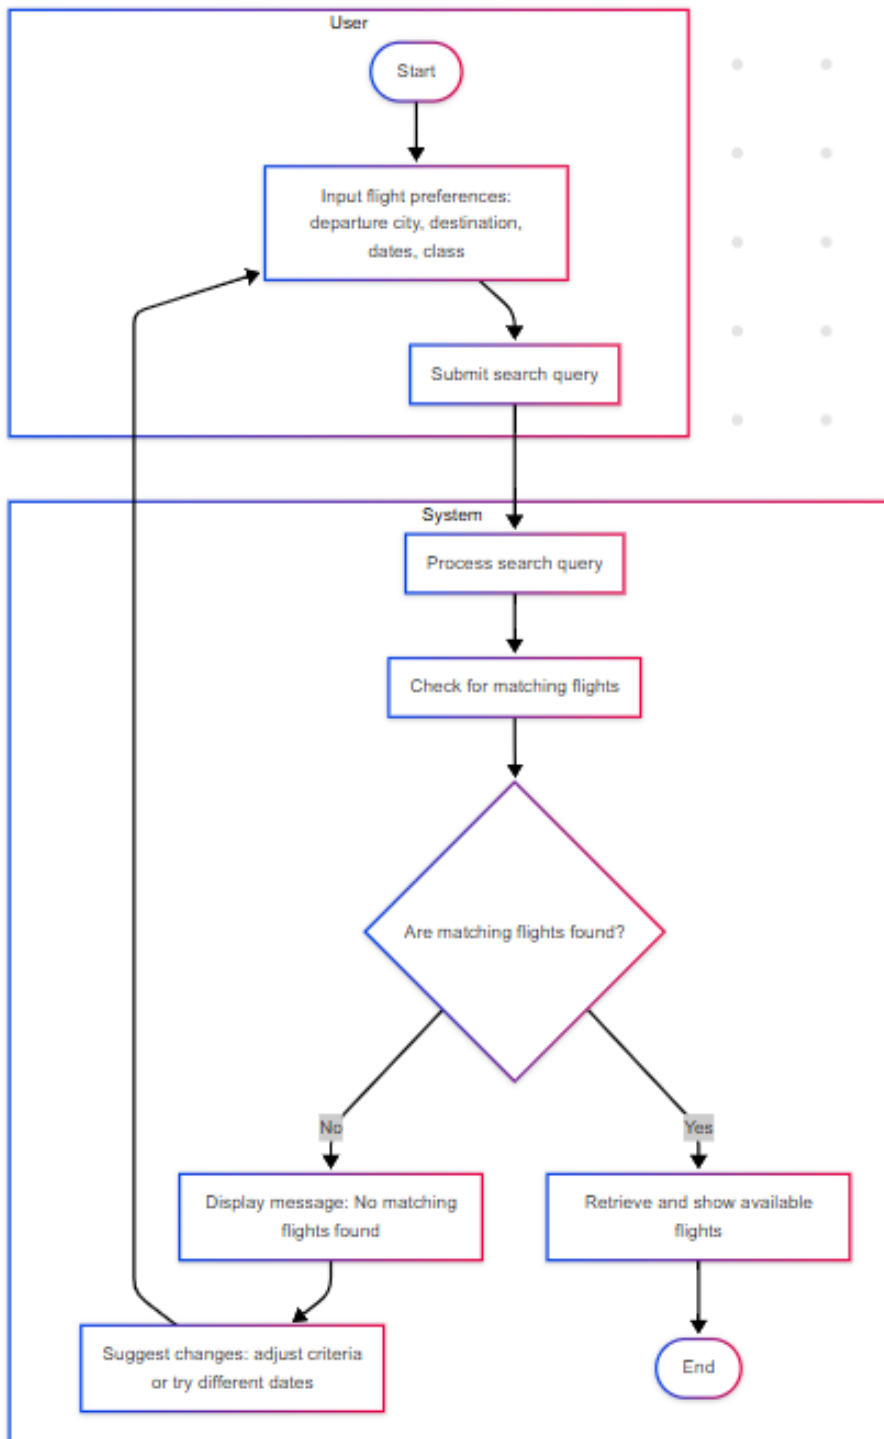 User
Start
Input flight preferences:
departure city, destination,
dates, class
Submit search query
System
Process search query
Check for matching flights
Are matching flights found?
No
Yes
Display message: No matching
flights found
Retrieve and show available
flights
Suggest changes: adjust criteria
or try different dates
End